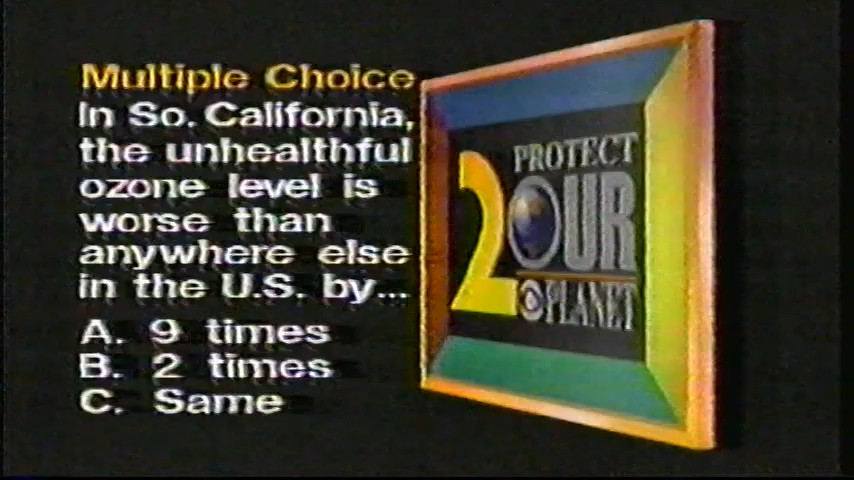 Multiple Choice
In So. California,
the unhealthful
ozone level is
worse than
anywhere else
in the U.S. by...
A. 9 times
B. 2 times
C. Same
2 PROTECT
OUR
PLANET